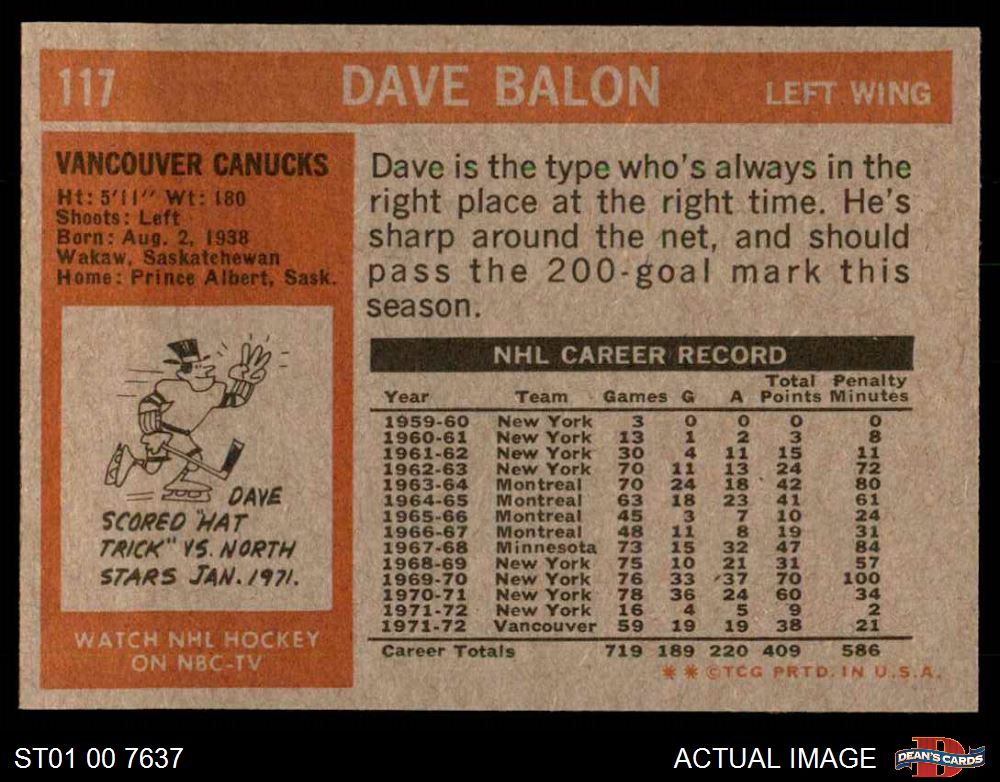 117 DAVE BALON LEFT WING
VANCOUVER CANUCKS
Ht: 5'11" Wt: 180
Shoots: Left
Born: Aug. 2, 1938
Wakaw, Saskatchewan
Home: Prince Albert, Sask.
Dave is the type who's always in the
right place at the right time. He's
sharp around the net, and should
pass the 200-goal mark this
season.
DAVE
SCORED "HAT
TRICK" VS. NORTH
STARS JAN. 1971.
WATCH NHL HOCKEY
ON NBC-TV
NHL CAREER RECORD
Total Penalty
Year Team Games G A Points Minutes
1959-60 New York 3 0 0 0 0
1960-61 New York 13 1 2 3 8
1961-62 New York 30 4 11 15 11
1962-63 New York 70 11 13 24 72
1963-64 Montreal 70 24 18 42 80
1964-65 Montreal 63 18 23 41 61
1965-66 Montreal 45 3 7 10 24
1966-67 Montreal 48 11 8 19 31
1967-68 Minnesota 73 15 32 47 84
1968-69 New York 75 10 21 31 57
1969-70 New York 76 33 37 70 100
1970-71 New York 78 36 24 60 34
1971-72 New York 16 4 5 9 2
1971-72 Vancouver 59 19 19 38 21
Career Totals 719 189 220 409 586
* * ©TCG PRTD. IN U.S.A.
ST01 00 7637
ACTUAL IMAGE
D
DEAN'S CARDS